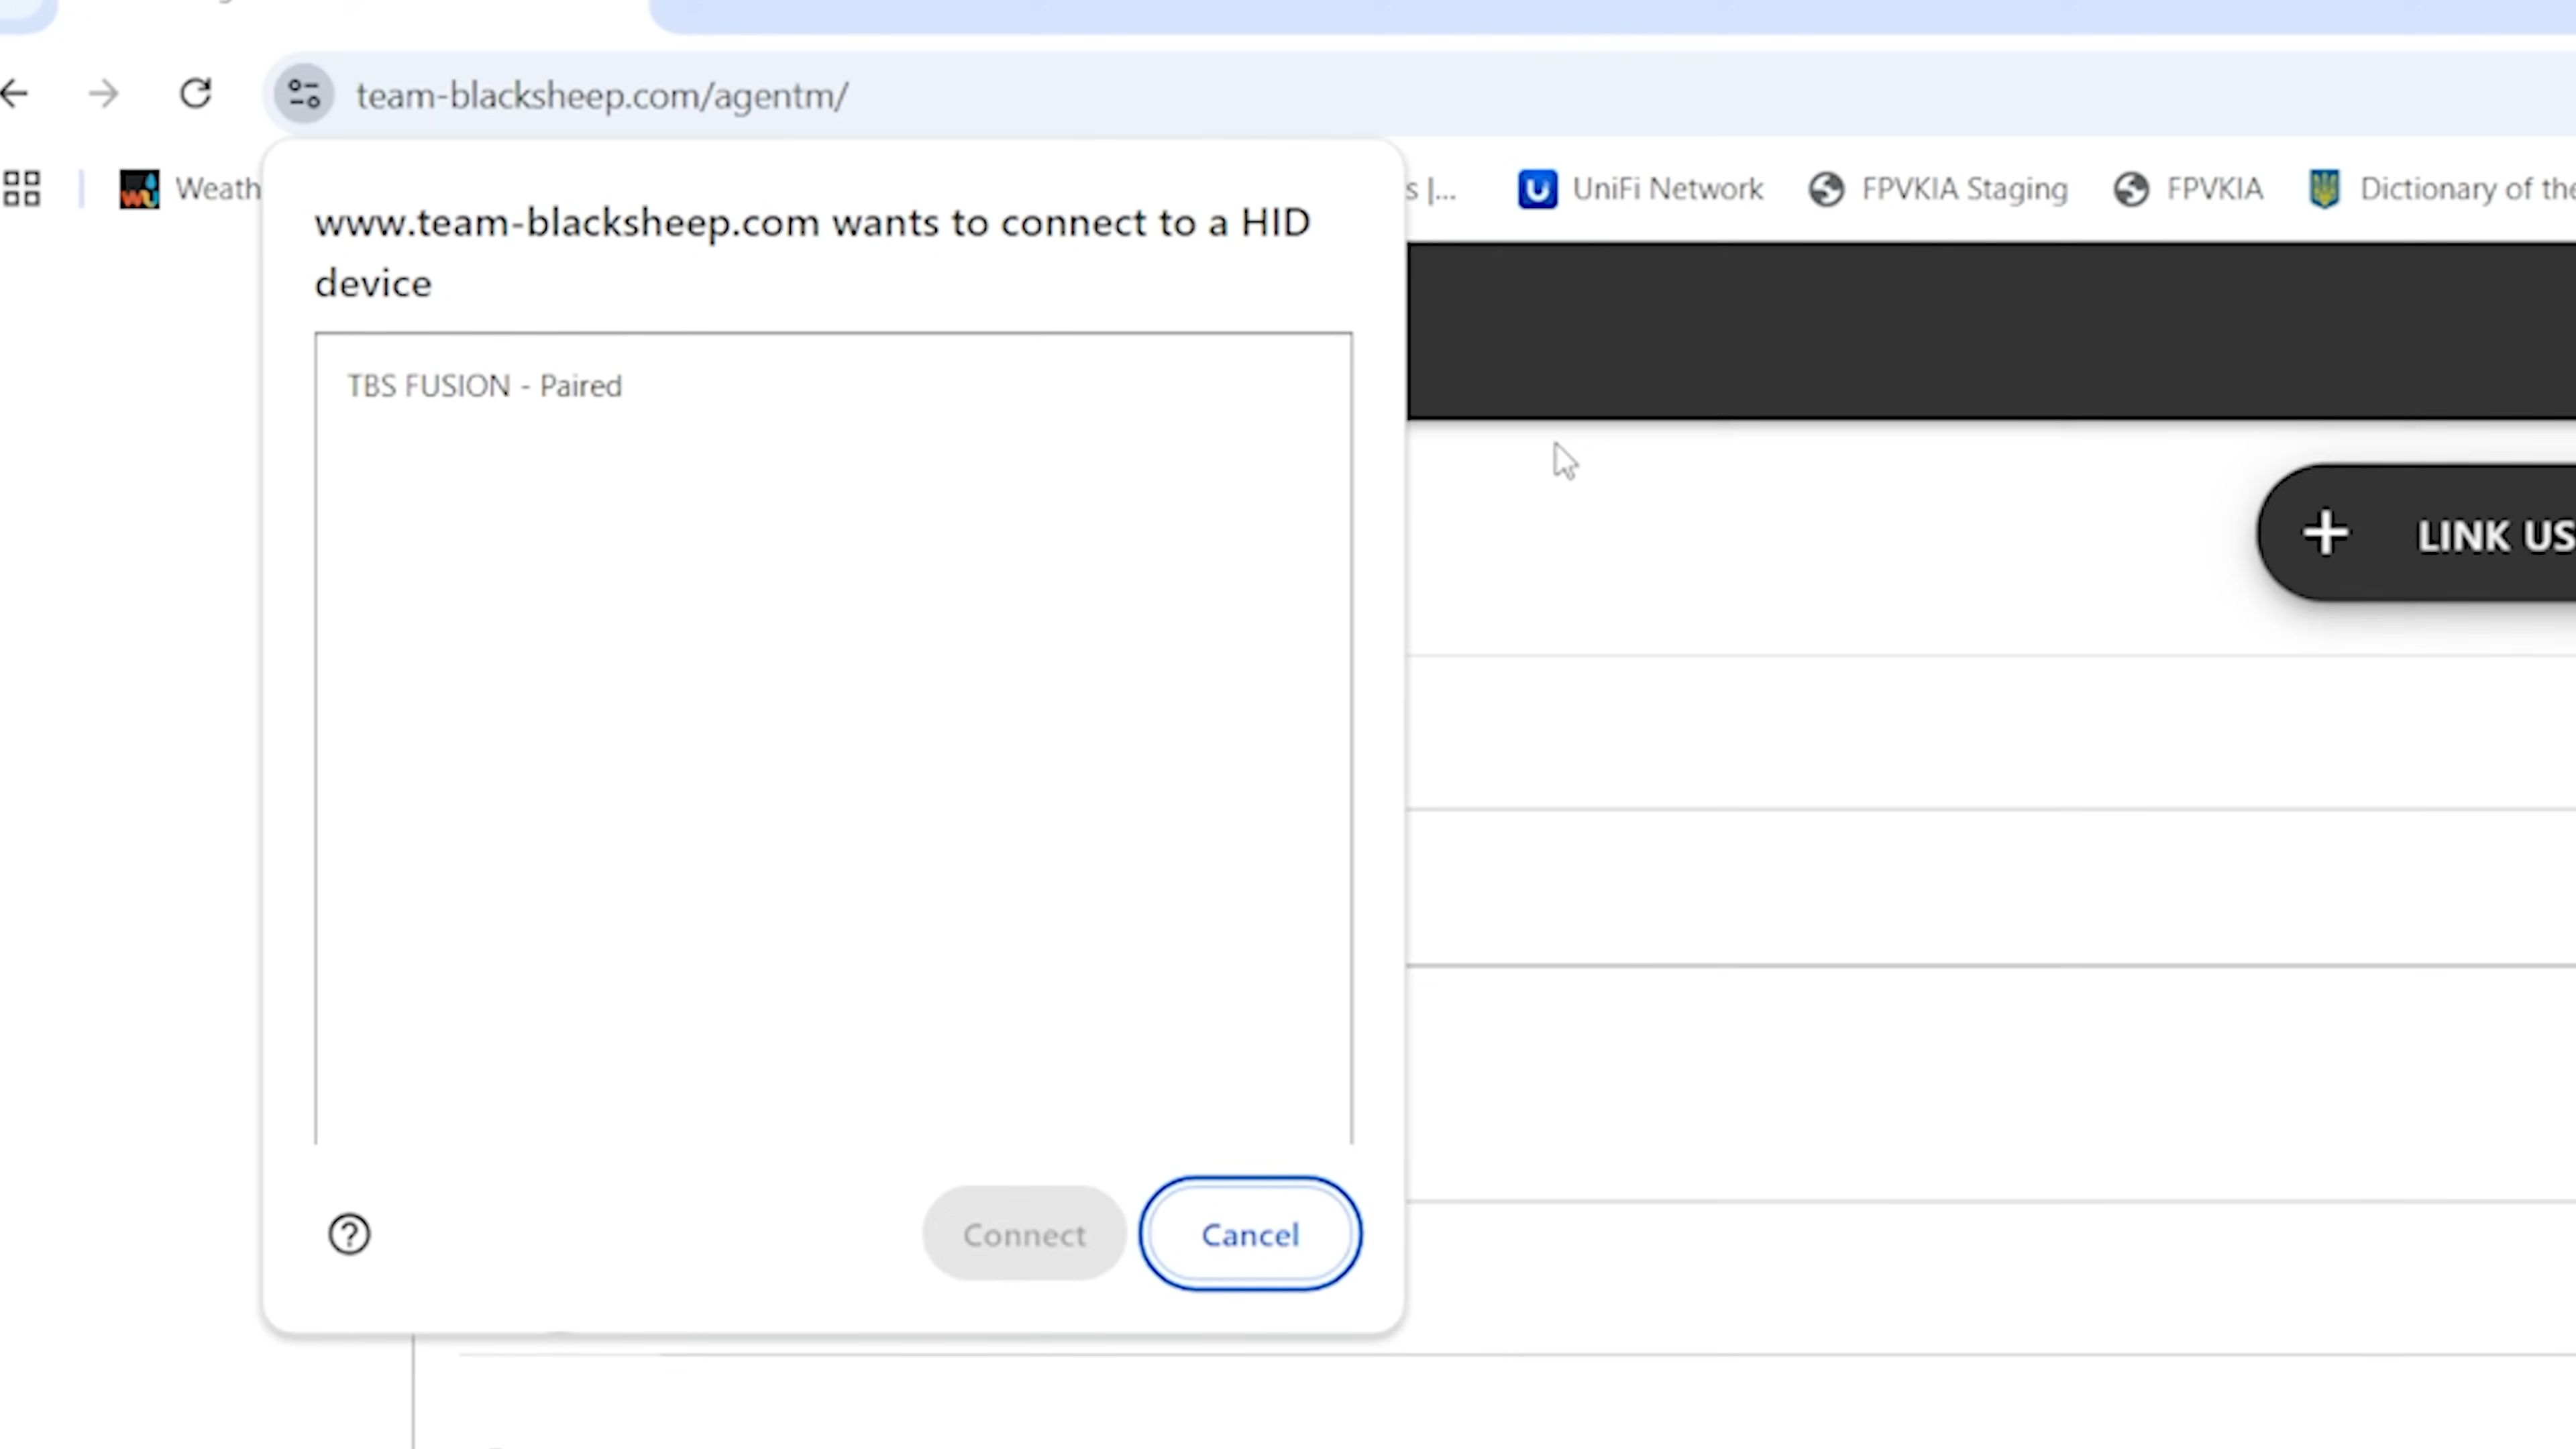 team-blacksheep.com/agentm/
Weath
s |...
UniFi Network
FPVKIA Staging
FPVKIA
Dictionary of the
www.team-blacksheep.com wants to connect to a HID
device
TBS FUSION - Paired
+ LINK US
Connect
Cancel